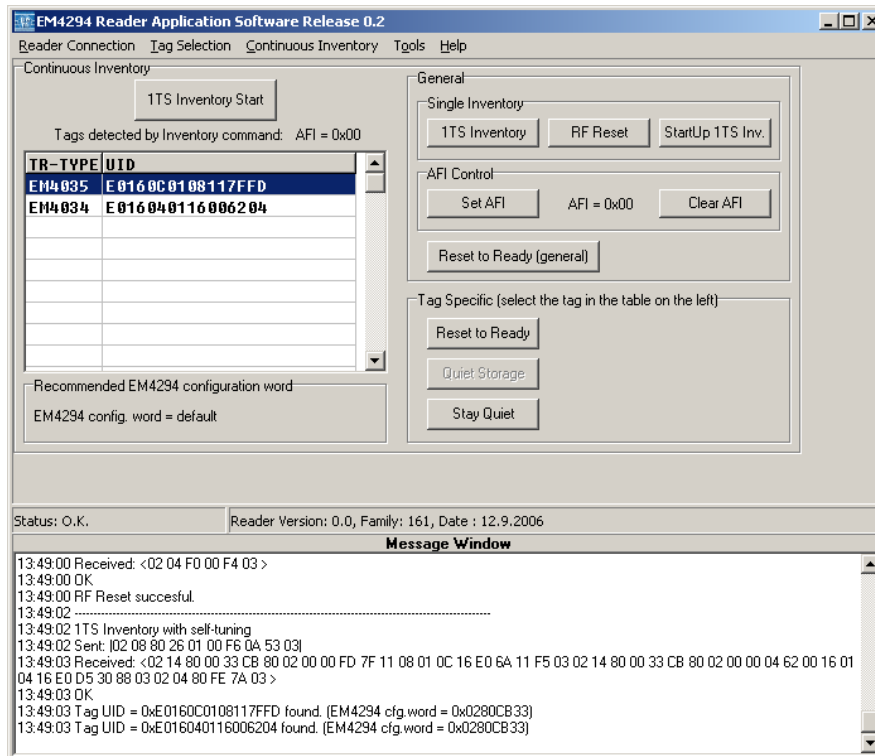 EM4294 Reader Application Software Release 0.2
Reader Connection Tag Selection Continuous Inventory Tools Help
Continuous Inventory
1TS Inventory Start
Tags detected by Inventory command: AFI = 0x00
TR-TYPE UID
EM4035 E0160C0108117FFD
EM4034 E016040116006204
Recommended EM4294 configuration word
EM4294 config. word = default
General
Single Inventory
1TS Inventory RF Reset StartUp 1TS Inv.
AFI Control
Set AFI AFI = 0x00 Clear AFI
Reset to Ready (general)
Tag Specific (select the tag in the table on the left)
Reset to Ready
Quiet Storage
Stay Quiet
Status: O.K. Reader Version: 0.0, Family: 161, Date : 12.9.2006
Message Window
13:49:00 Received: <02 04 F0 00 F4 03 >
13:49:00 OK
13:49:00 RF Reset succesful.
13:49:02 ----------------------------------------------------------------------------------------------------
13:49:02 1TS Inventory with self-tuning
13:49:02 Sent: |02 08 80 26 01 00 F6 0A 53 03|
13:49:03 Received: <02 14 80 00 33 CB 80 02 00 00 FD 7F 11 08 01 0C 16 E0 6A 11 F5 03 02 14 80 00 33 CB 80 02 00 00 04 62 00 16 01
04 16 E0 D5 30 88 03 02 04 80 FE 7A 03 >
13:49:03 OK
13:49:03 Tag UID = 0xE0160C0108117FFD found. (EM4294 cfg.word = 0x0280CB33)
13:49:03 Tag UID = 0xE016040116006204 found. (EM4294 cfg.word = 0x0280CB33)